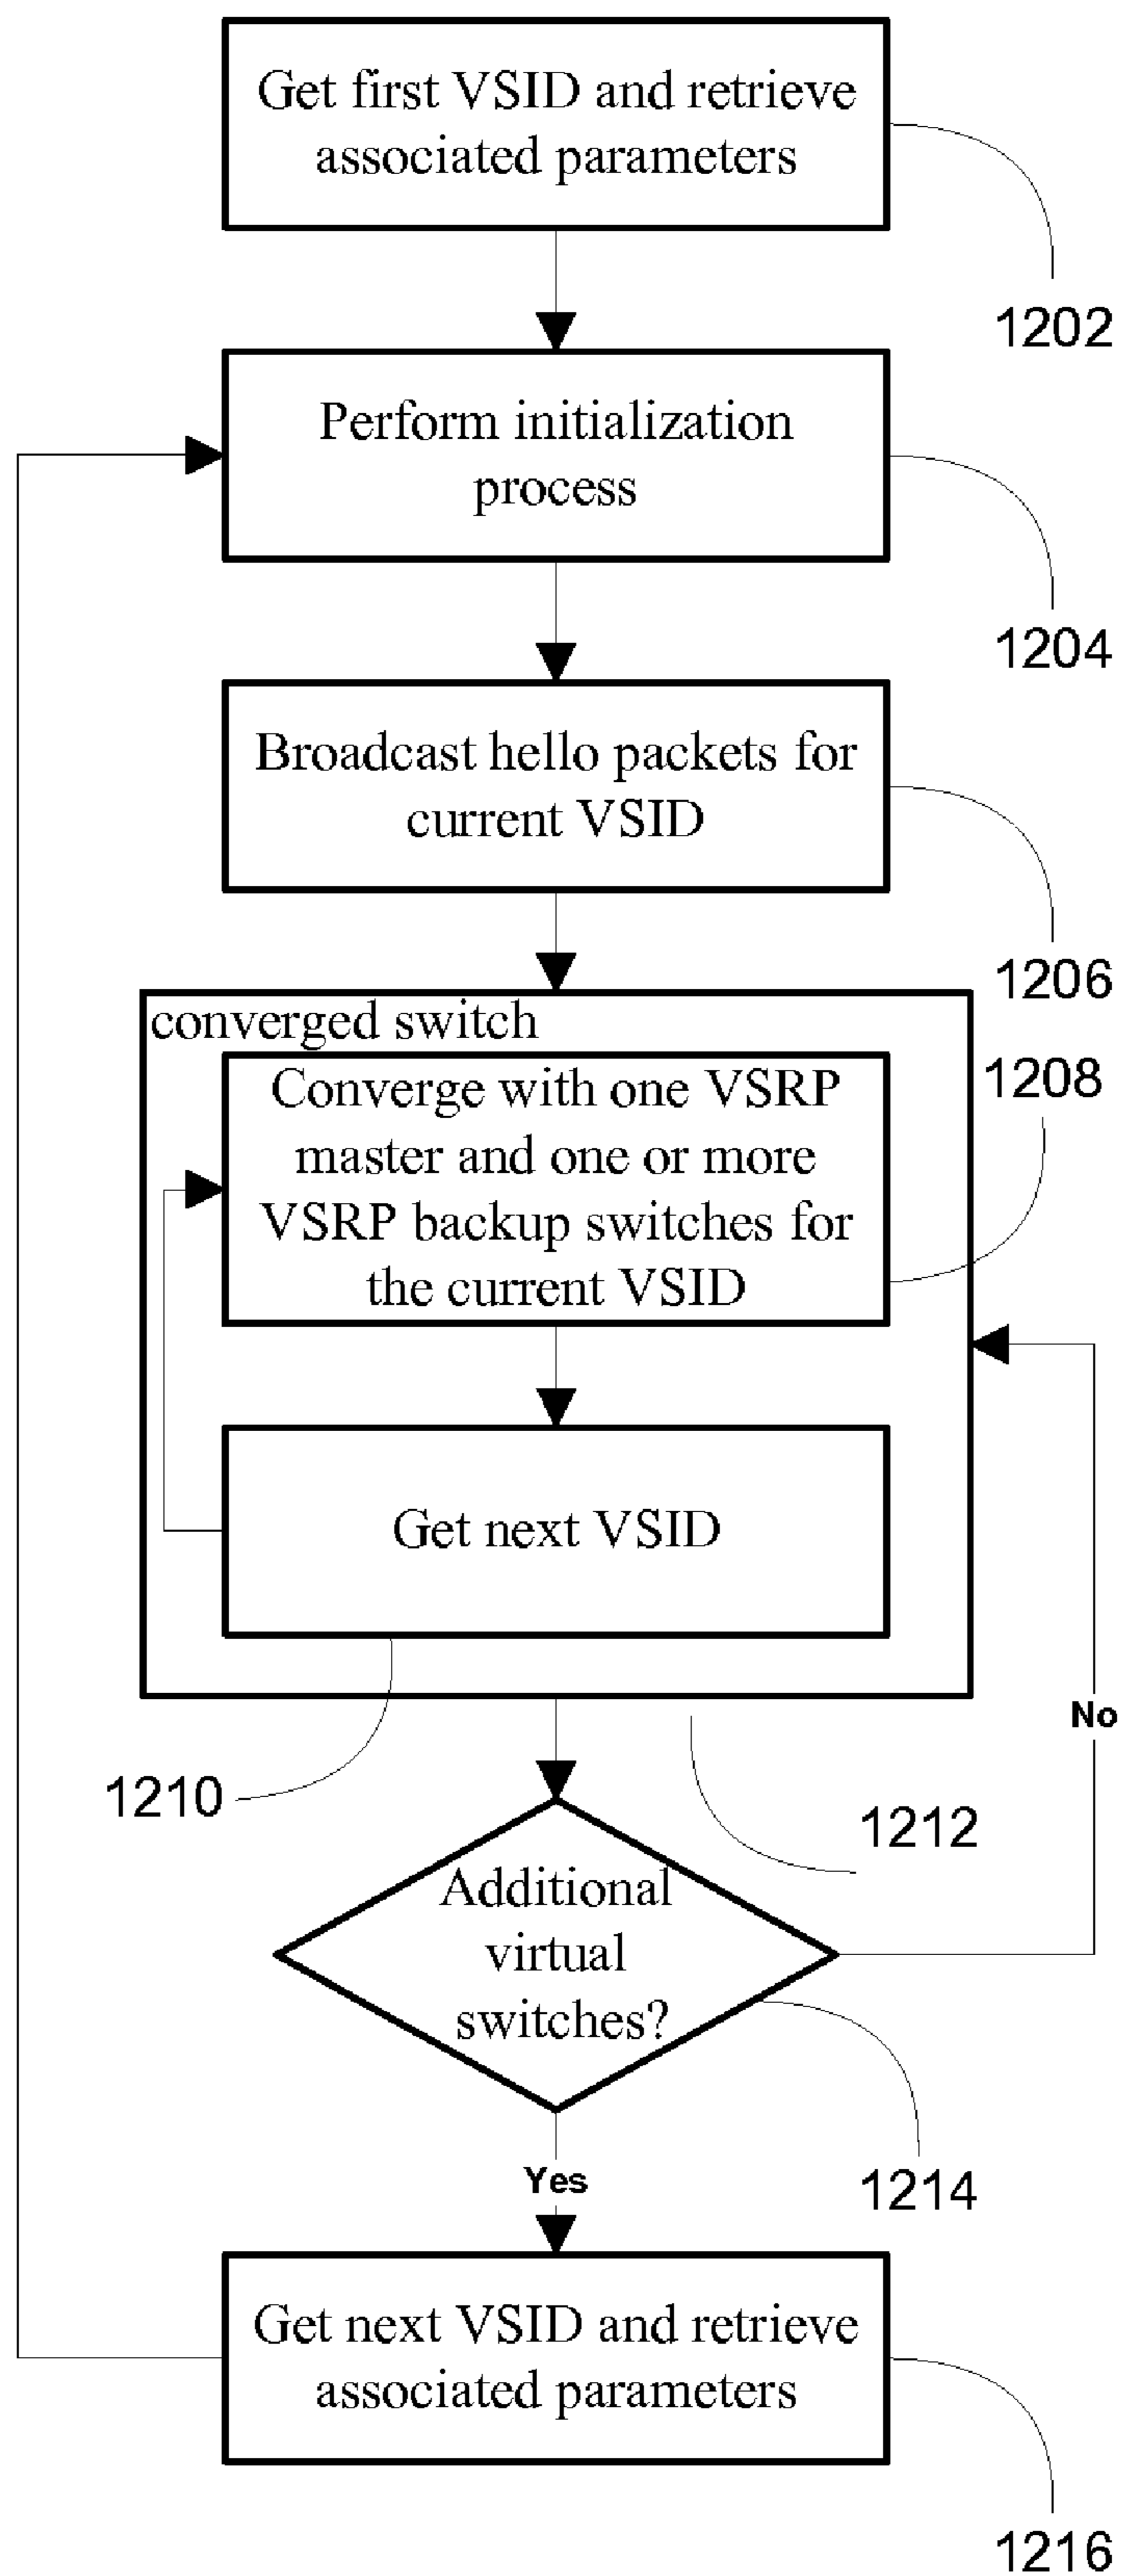 Get first VSID and retrieve
associated parameters
1202
Perform initialization
process
1204
Broadcast hello packets for
current VSID
1206
converged switch
Converge with one VSRP
master and one or more
VSRP backup switches for
the current VSID
1208
Get next VSID
No
1210
1212
Additional
virtual
switches?
1214
Yes
Get next VSID and retrieve
associated parameters
1216